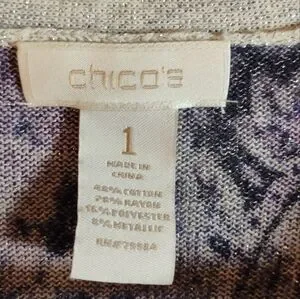 chico's
1
MADE IN
CHINA
48% COTTON
28% RAYON
16% POLYESTER
8% METALLIC